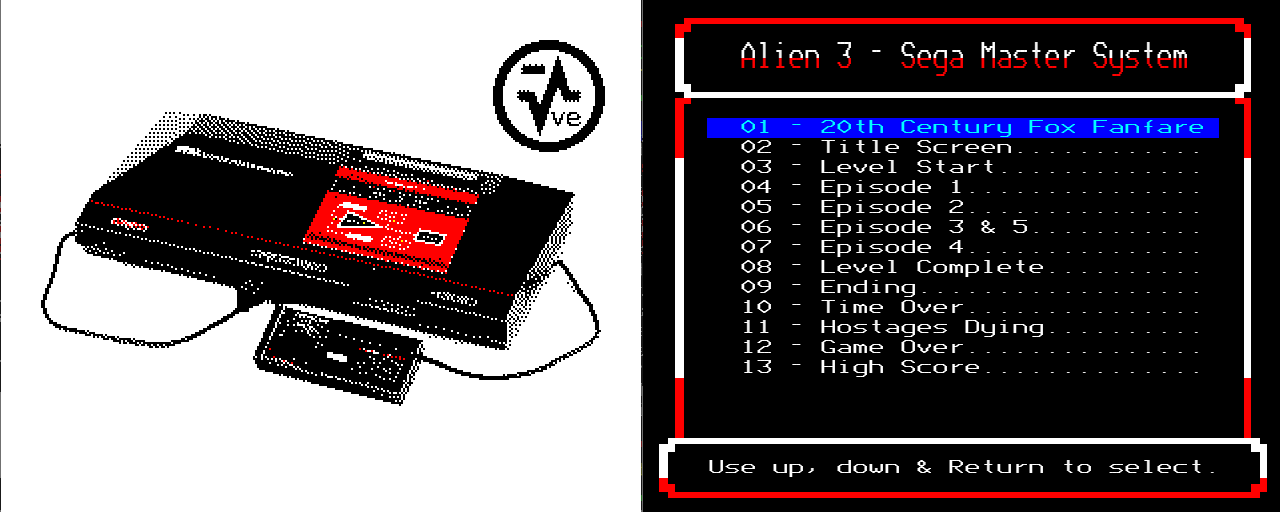 ve
Alien 3 - Sega Master System
01 - 20th Century Fox Fanfare
02 - Title Screen............
03 - Level Start.............
04 - Episode 1...............
05 - Episode 2...............
06 - Episode 3 & 5...........
07 - Episode 4...............
08 - Level Complete..........
09 - Ending..................
10 - Time Over...............
11 - Hostages Dying..........
12 - Game Over...............
13 - High Score..............
Use up, down & Return to select.